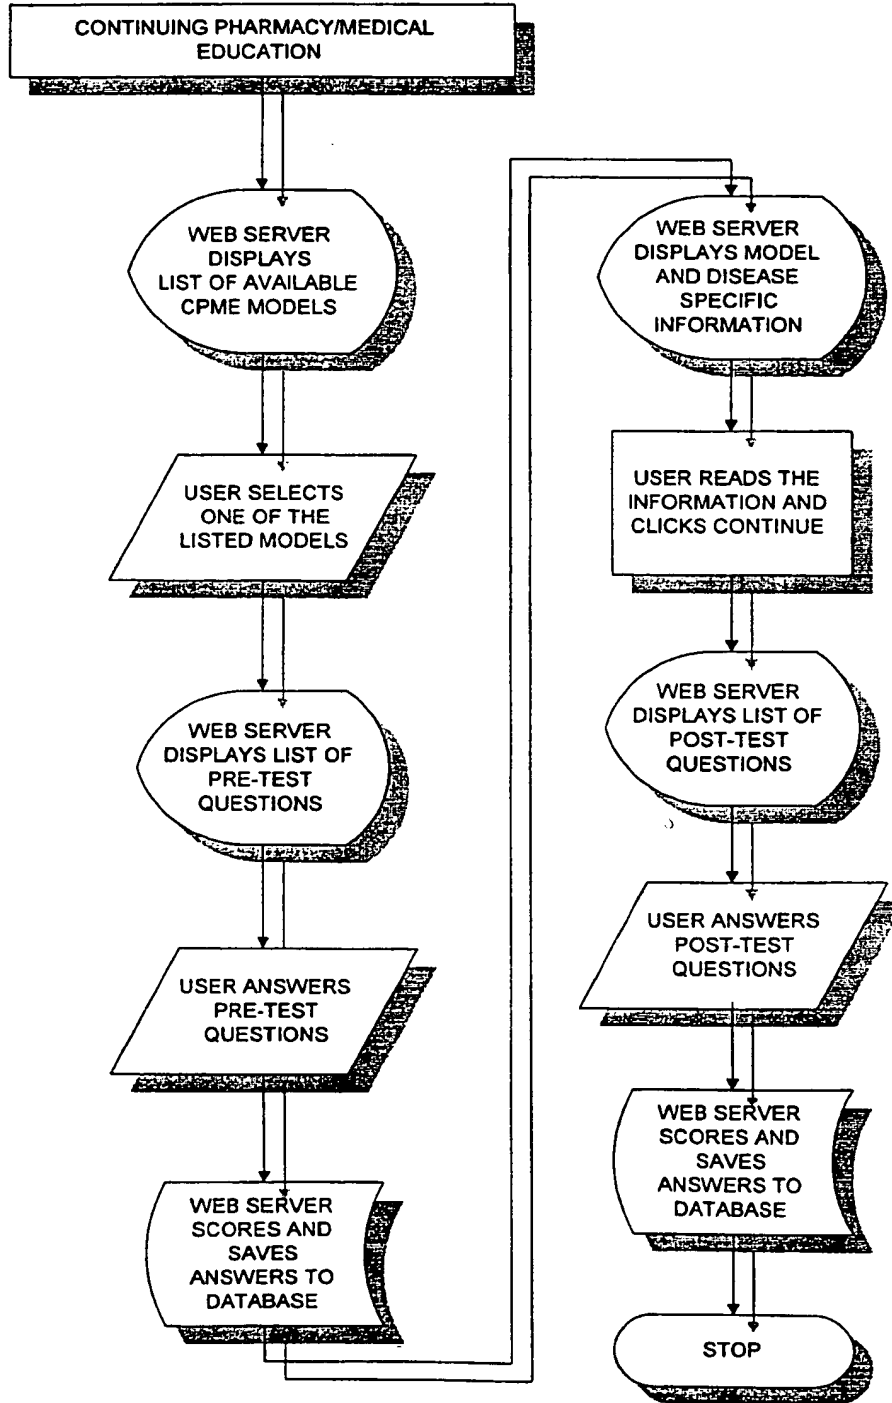 CONTINUING PHARMACY/MEDICAL
EDUCATION
WEB SERVER
DISPLAYS
LIST OF AVAILABLE
CPME MODELS
USER SELECTS
ONE OF THE
LISTED MODELS
WEB SERVER
DISPLAYS LIST OF
PRE-TEST
QUESTIONS
USER ANSWERS
PRE-TEST
QUESTIONS
WEB SERVER
SCORES AND
SAVES
ANSWERS TO
DATABASE
WEB SERVER
DISPLAYS MODEL
AND DISEASE
SPECIFIC
INFORMATION
USER READS THE
INFORMATION AND
CLICKS CONTINUE
WEB SERVER
DISPLAYS LIST OF
POST-TEST
QUESTIONS
USER ANSWERS
POST-TEST
QUESTIONS
WEB SERVER
SCORES AND
SAVES
ANSWERS TO
DATABASE
STOP